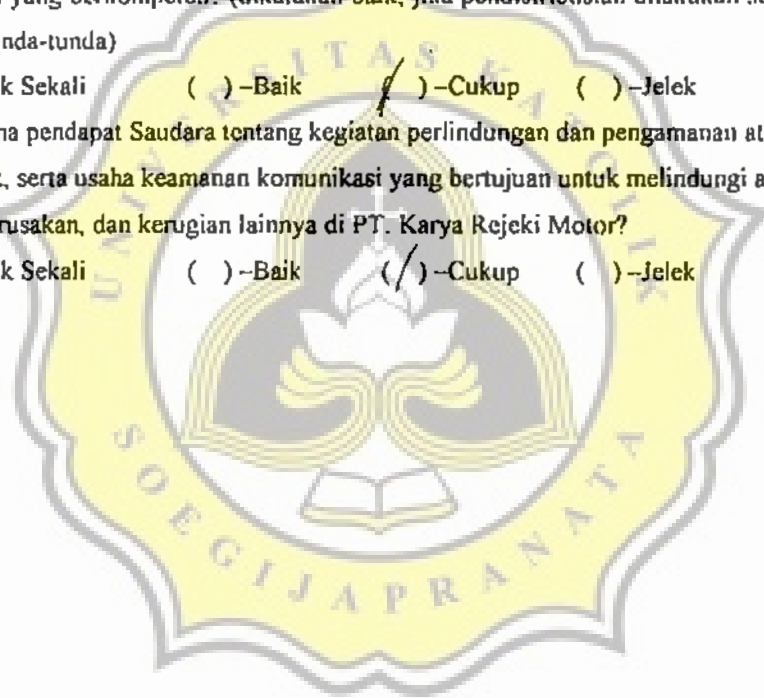 yang berkompeten? (dikatakan baik, jika pendistribusian dilakukan
nda-tunda)
k Sekali ( ) –Baik (/) –Cukup ( ) –Jelek
na pendapat Saudara tentang kegiatan perlindungan dan pengamanan at
, serta usaha keamanan komunikasi yang bertujuan untuk melindungi a
rusakan, dan kerugian lainnya di PT. Karya Rejeki Motor?
k Sekali ( ) –Baik (/) –Cukup ( ) –Jelek
UNIVERSITAS KATOLIK
SOEGIJAPRANATA